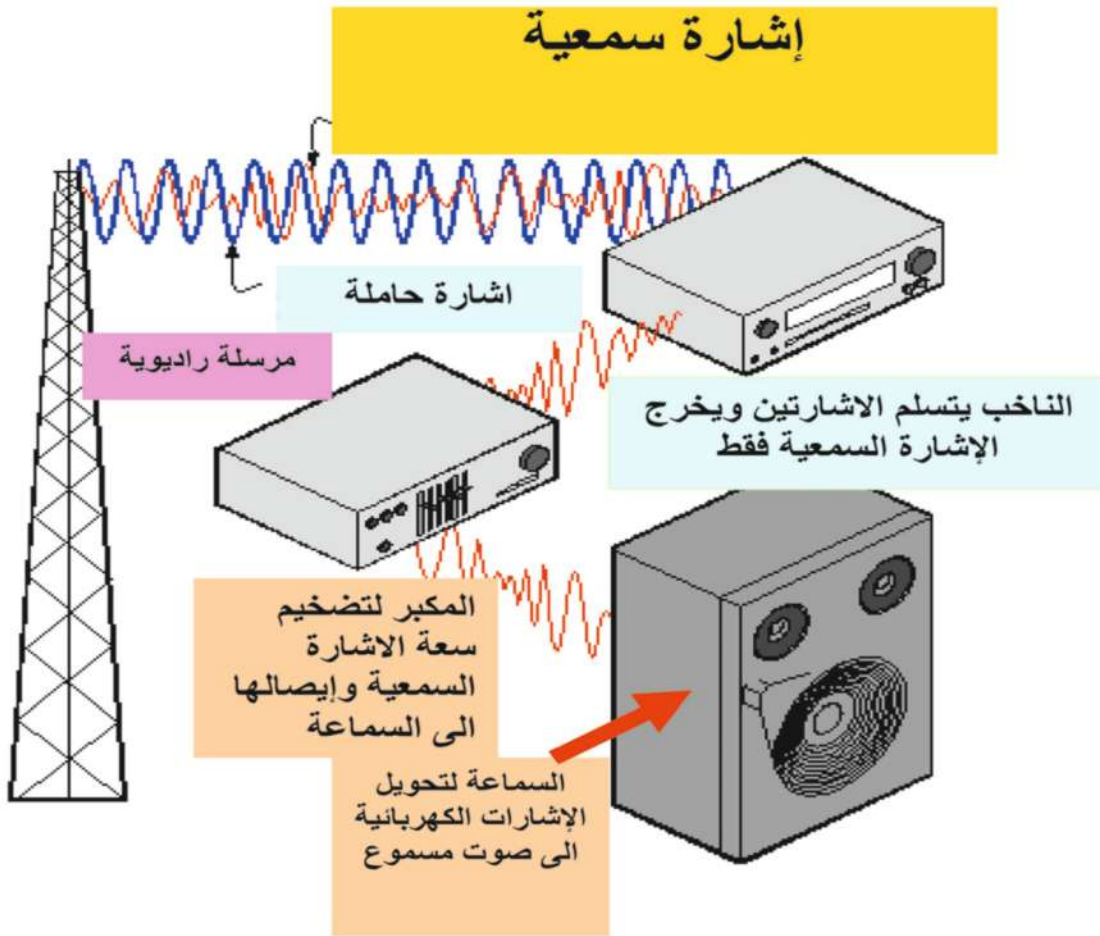 إشارة سمعية
اشارة حاملة
مرسلة راديوية
الناخب يتسلم الاشارتين ويخرج
الإشارة السمعية فقط
المكبر لتضخيم
سعة الاشارة
السمعية وإيصالها
الى السماعة
السماعة لتحويل
الإشارات الكهربائية
الى صوت مسموع